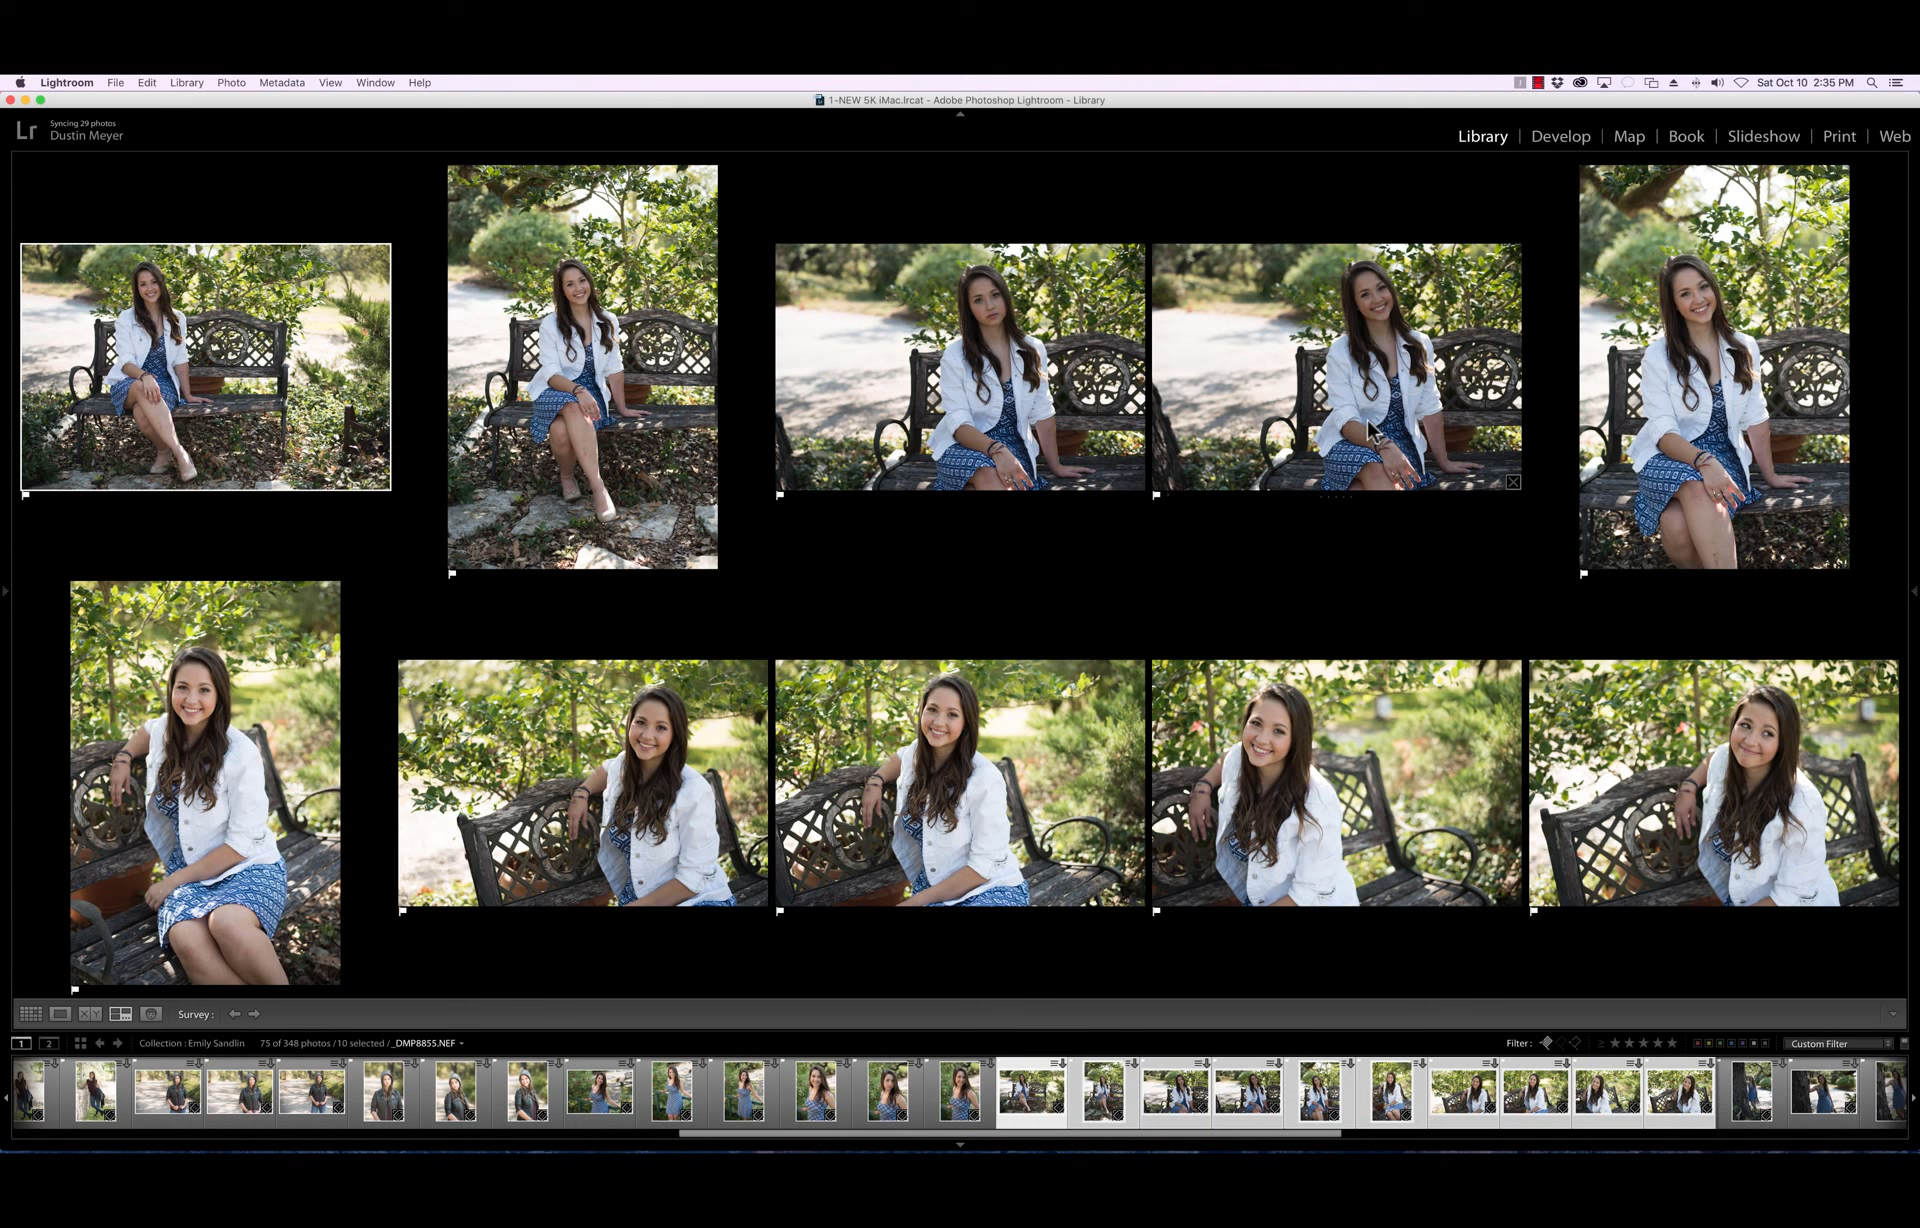 Lightroom File Edit Library Photo Metadata View Window Help Sat Oct 10 2:35 PM
1-NEW 5K iMac.lrcat - Adobe Photoshop Lightroom - Library
Lr
Syncing 29 photos
Dustin Meyer
Library | Develop | Map | Book | Slideshow | Print | Web
XY Survey :
1 2 Collection : Emily Sandlin 75 of 348 photos /10 selected /_DMP8855.NEF Filter : ≥ Custom Filter